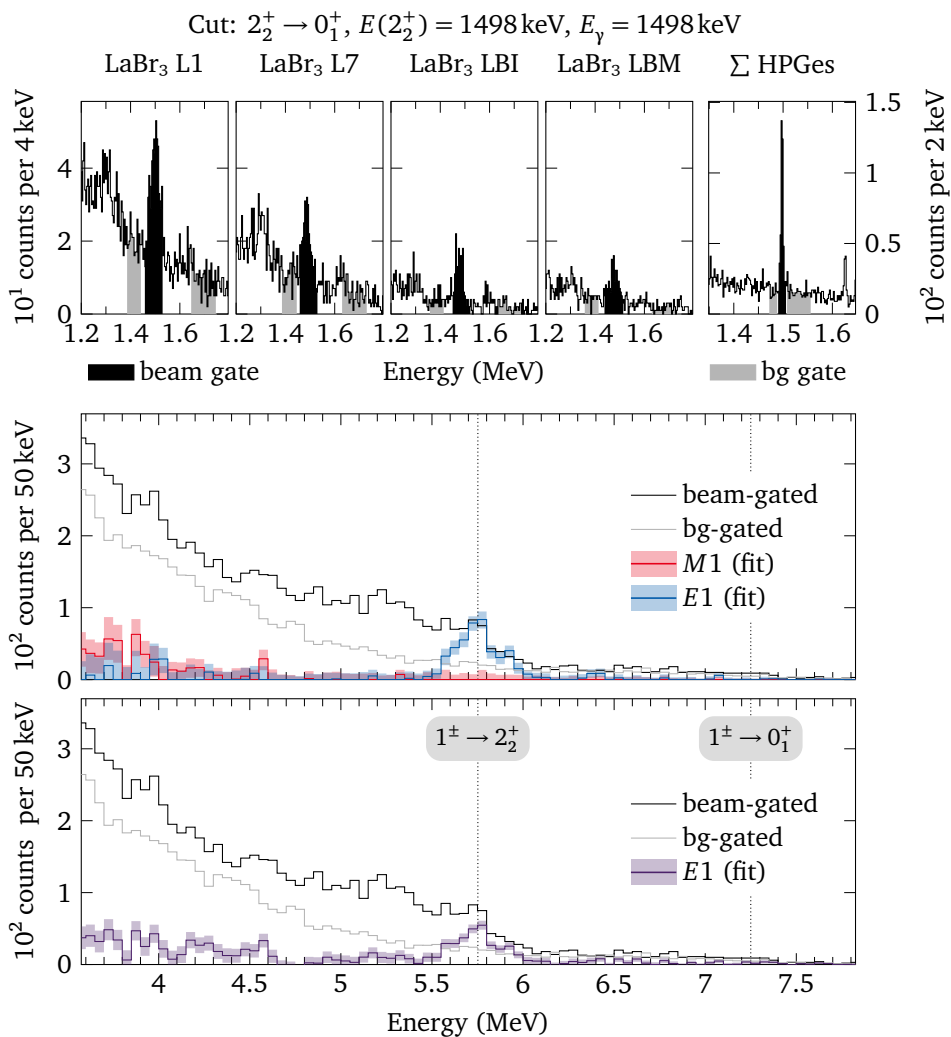 Cut: 2₂⁺ → 0₁⁺, E(2₂⁺) = 1498 keV, Eγ = 1498 keV
LaBr₃ L1 LaBr₃ L7 LaBr₃ LBI LaBr₃ LBM ∑ HPGes
10¹ counts per 4 keV
0 2 4
1.2 1.4 1.6 1.2 1.4 1.6 1.2 1.4 1.6 1.2 1.4 1.6 1.4 1.5 1.6
0 0.5 1 1.5
10² counts per 2 keV
beam gate Energy (MeV) bg gate
10² counts per 50 keV
3
2
1
0
beam-gated
bg-gated
M1 (fit)
E1 (fit)
10² counts per 50 keV
3
2
1
0
1± → 2₂⁺ 1± → 0₁⁺
beam-gated
bg-gated
E1 (fit)
4 4.5 5 5.5 6 6.5 7 7.5
Energy (MeV)